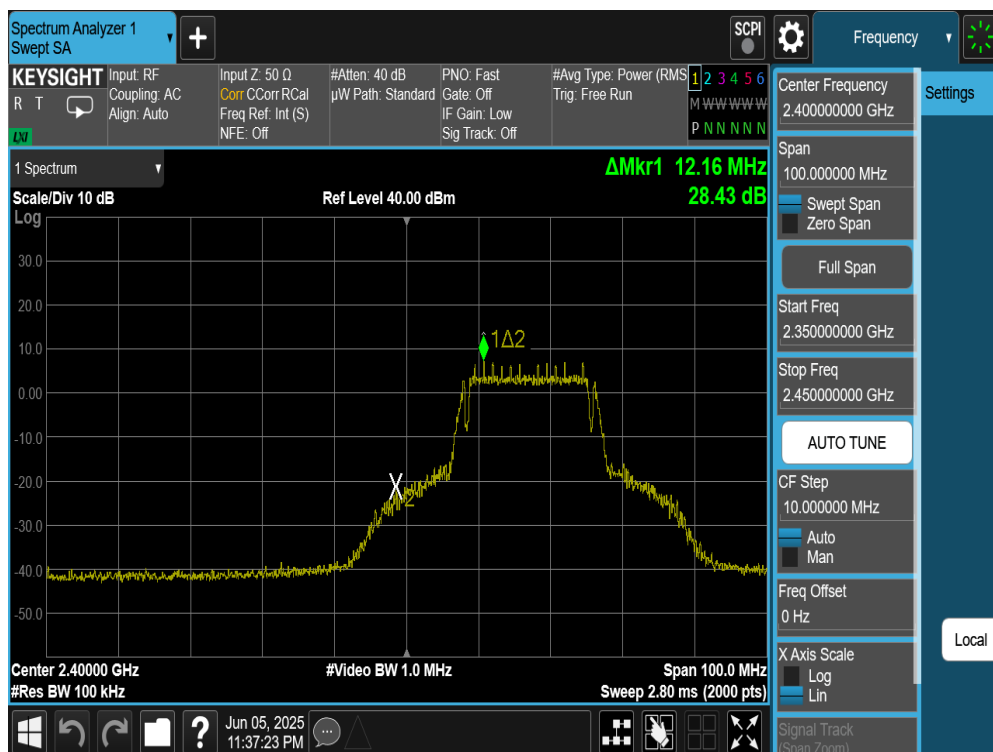 Spectrum Analyzer 1
Swept SA
+
SCPI
Frequency
KEYSIGHT
R T
LXI
Input: RF
Coupling: AC
Align: Auto
Input Z: 50 Ω
Corr CCorr RCal
Freq Ref: Int (S)
NFE: Off
#Atten: 40 dB
µW Path: Standard
PNO: Fast
Gate: Off
IF Gain: Low
Sig Track: Off
#Avg Type: Power (RMS
Trig: Free Run
1 2 3 4 5 6
M W W W W W
P N N N N N
1 Spectrum
ΔMkr1 12.16 MHz
28.43 dB
Scale/Div 10 dB
Ref Level 40.00 dBm
Log
30.0
20.0
10.0
0.00
-10.0
-20.0
-30.0
-40.0
-50.0
1Δ2
X
2
Center 2.40000 GHz
#Video BW 1.0 MHz
Span 100.0 MHz
#Res BW 100 kHz
Sweep 2.80 ms (2000 pts)
Center Frequency
2.400000000 GHz
Settings
Span
100.000000 MHz
Swept Span
Zero Span
Full Span
Start Freq
2.350000000 GHz
Stop Freq
2.450000000 GHz
AUTO TUNE
CF Step
10.000000 MHz
Auto
Man
Freq Offset
0 Hz
Local
X Axis Scale
Log
Lin
Signal Track
(Span Zoom)
?
Jun 05, 2025
11:37:23 PM